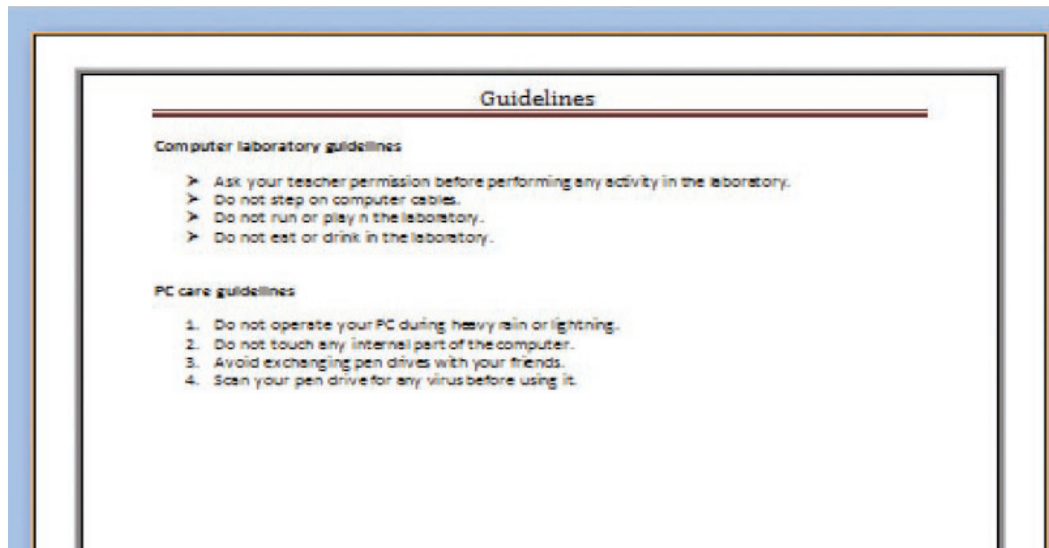 Guidelines
Computer laboratory guidelines
➢ Ask your teacher permission before performing any activity in the laboratory.
➢ Do not step on computer cables.
➢ Do not run or play n the laboratory.
➢ Do not eat or drink in the laboratory.
PC care guidelines
1. Do not operate your PC during heavy rain or lightning.
2. Do not touch any internal part of the computer.
3. Avoid exchanging pen drives with your friends.
4. Scan your pen drive for any virus before using it.